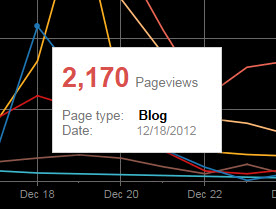 2,170 Pageviews
Page type: Blog
Date: 12/18/2012
Dec 18 Dec 20 Dec 22